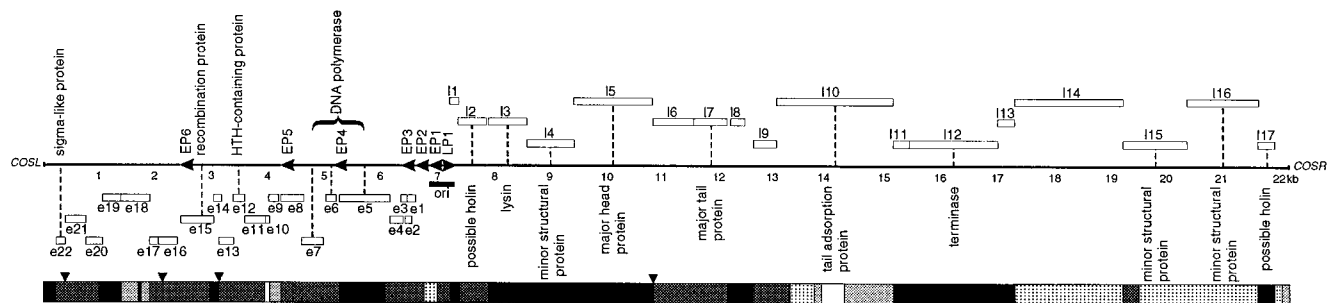 sigma-like protein
EP6
recombination protein
HTH-containing protein
EP5
DNA polymerase
EP4
EP3
EP2
EP1
LP1
l1
l2
l3
l4
l5
l6
l7
l8
l9
l10
l11
l12
l13
l14
l15
l16
l17
COSL
1 2 3 4 5 6 7 8 9 10 11 12 13 14 15 16 17 18 19 20 21 22kb
COSR
ori
e22
e21
e20
e19 e18
e17 e16
e15
e14
e13
e12
e11 e10
e9 e8
e7
e6
e5
e4 e2
e3 e1
possible holin
lysin
minor structural protein
major head protein
major tail protein
tail adsorption protein
terminase
minor structural protein
minor structural protein
possible holin